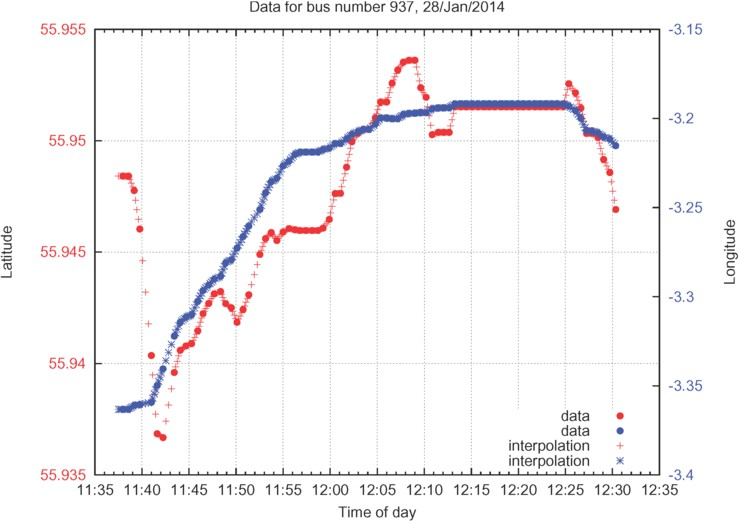 Data for bus number 937, 28/Jan/2014
55.955
55.95
55.945
55.94
55.935
-3.15
-3.2
-3.25
-3.3
-3.35
-3.4
Latitude
Longitude
data
data
interpolation
interpolation
11:35 11:40 11:45 11:50 11:55 12:00 12:05 12:10 12:15 12:20 12:25 12:30 12:35
Time of day